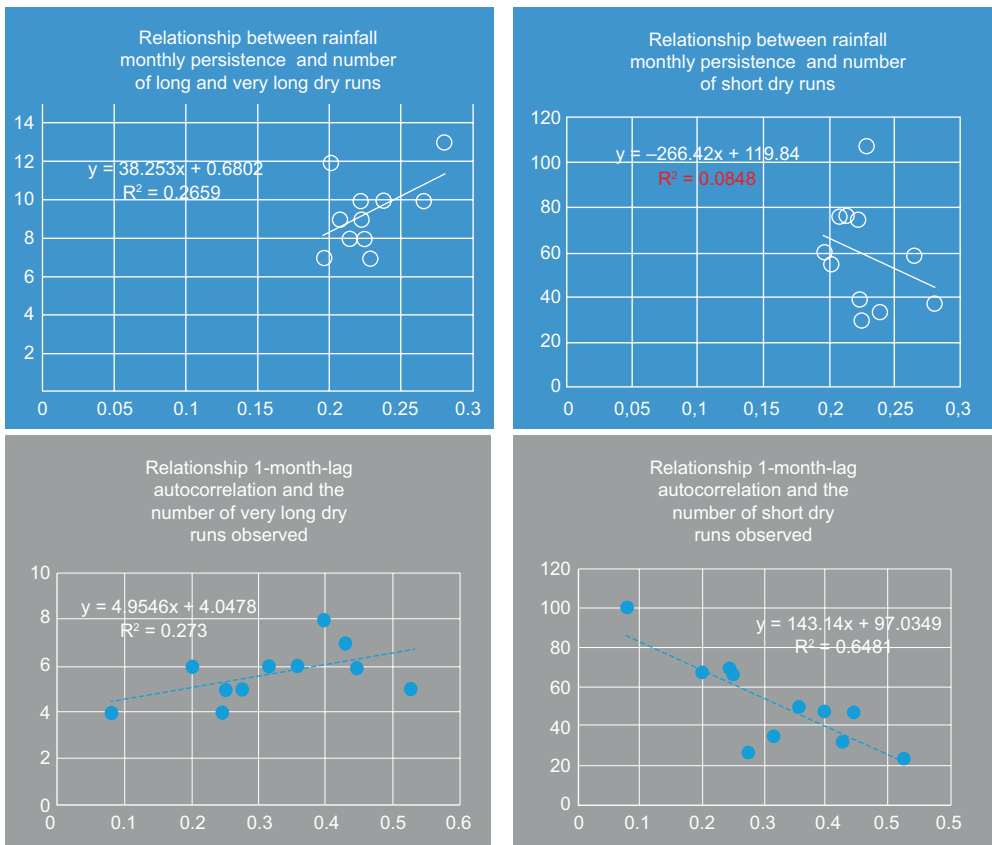 Relationship between rainfall
monthly persistence and number
of long and very long dry runs
14
12
10
8
6
4
2
y = 38.253x + 0.6802
R² = 0.2659
0 0.05 0.1 0.15 0.2 0.25 0.3
Relationship between rainfall
monthly persistence and number
of short dry runs
120
100
80
60
40
20
0
y = –266.42x + 119.84
R² = 0.0848
0 0,05 0,1 0,15 0,2 0,25 0,3
Relationship 1-month-lag
autocorrelation and the
number of very long dry
runs observed
10
8
6
4
2
0
y = 4.9546x + 4.0478
R² = 0.273
0 0.1 0.2 0.3 0.4 0.5 0.6
Relationship 1-month-lag
autocorrelation and the
number of short dry
runs observed
120
100
80
60
40
20
0
y = 143.14x + 97.0349
R² = 0.6481
0 0.1 0.2 0.3 0.4 0.5 0.5